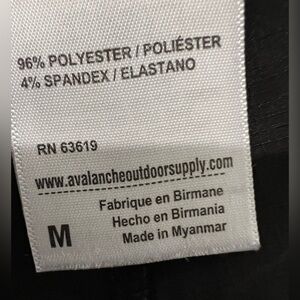 96% POLYESTER / POLIÉSTER
4% SPANDEX / ELASTANO
RN 63619
www.avalancheoutdoorsupply.com
Fabrique en Birmane
Hecho en Birmania
M Made in Myanmar